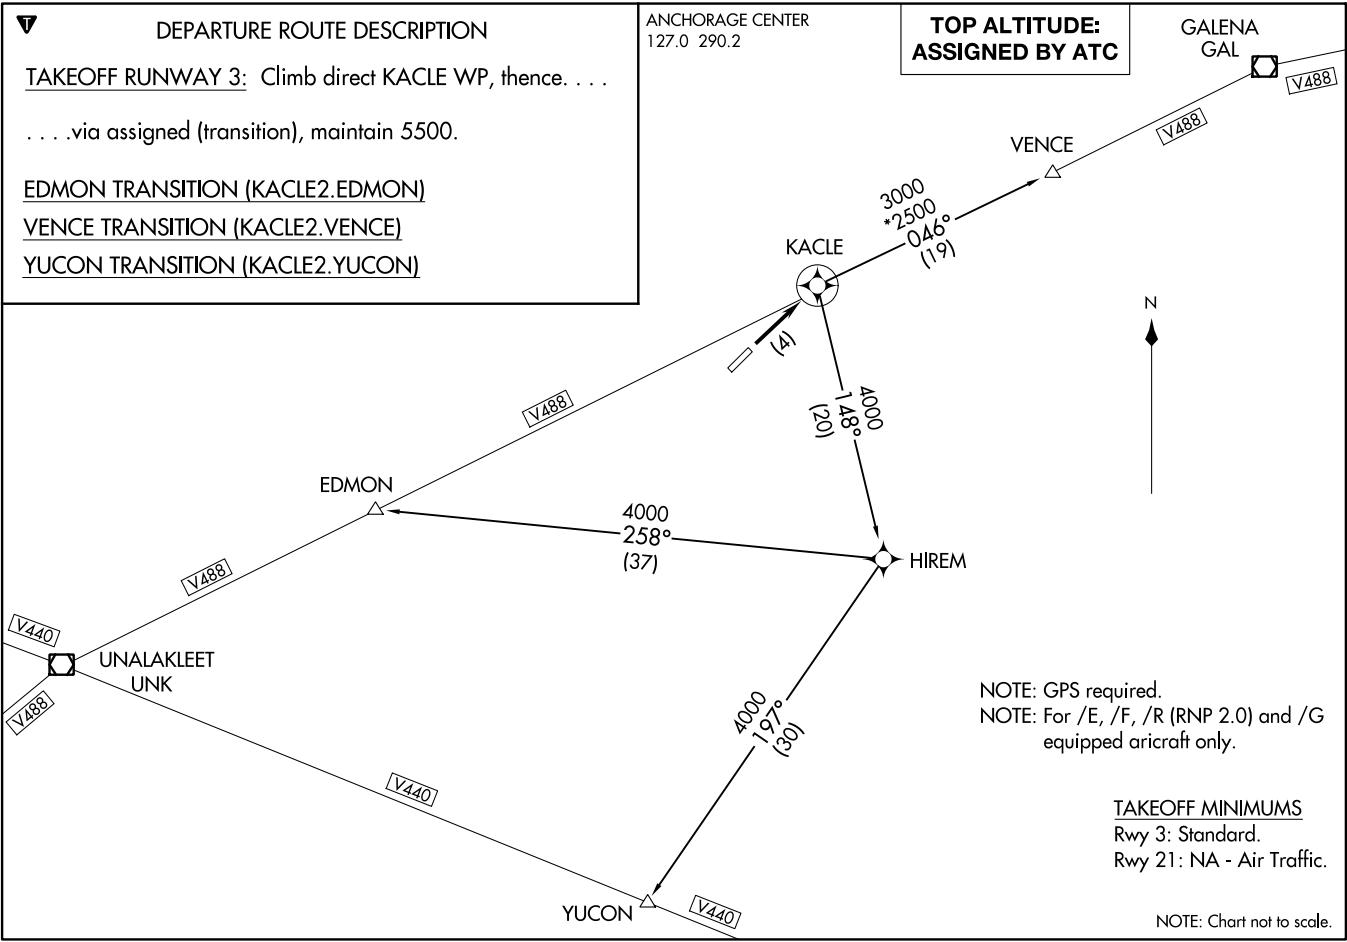 T
DEPARTURE ROUTE DESCRIPTION
TAKEOFF RUNWAY 3: Climb direct KACLE WP, thence. . . .
. . . .via assigned (transition), maintain 5500.
EDMON TRANSITION (KACLE2.EDMON)
VENCE TRANSITION (KACLE2.VENCE)
YUCON TRANSITION (KACLE2.YUCON)
ANCHORAGE CENTER
127.0 290.2
TOP ALTITUDE:
ASSIGNED BY ATC
GALENA
GAL
V488
V488
VENCE
3000
*2500
046°
(19)
KACLE
(4)
N
V488
4000
148°
(20)
EDMON
4000
258°
(37)
HIREM
V488
V440
UNALAKLEET
UNK
V488
4000
197°
(30)
V440
YUCON
V440
NOTE: GPS required.
NOTE: For /E, /F, /R (RNP 2.0) and /G
equipped aricraft only.
TAKEOFF MINIMUMS
Rwy 3: Standard.
Rwy 21: NA - Air Traffic.
NOTE: Chart not to scale.